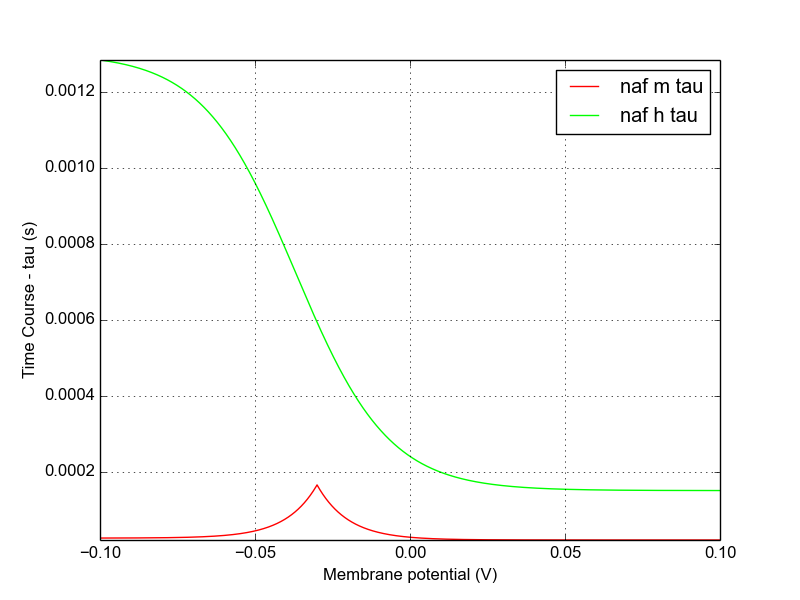 naf m tau
naf h tau
0.0012
0.0010
0.0008
0.0006
0.0004
0.0002
Time Course - tau (s)
−0.10
−0.05
0.00
0.05
0.10
Membrane potential (V)